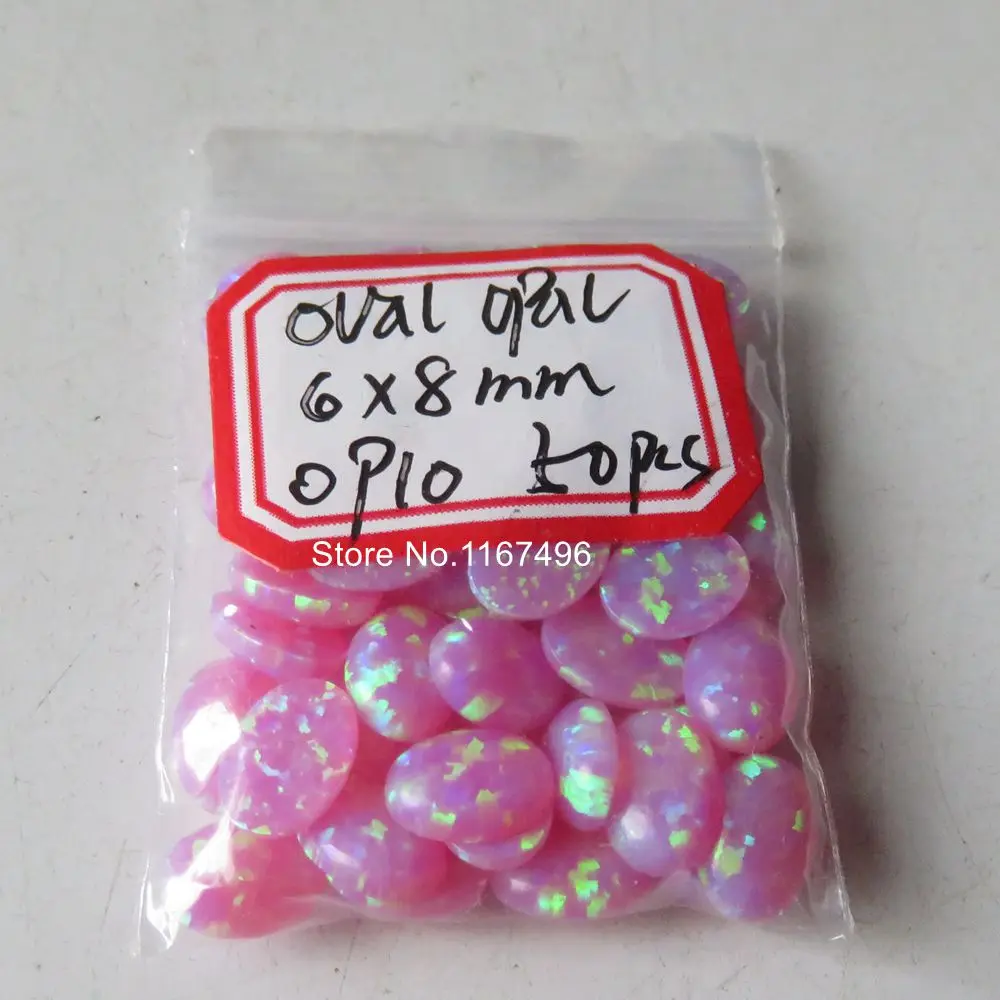 oval opal
6x8mm
OP10 50pcs
Store No.1167496